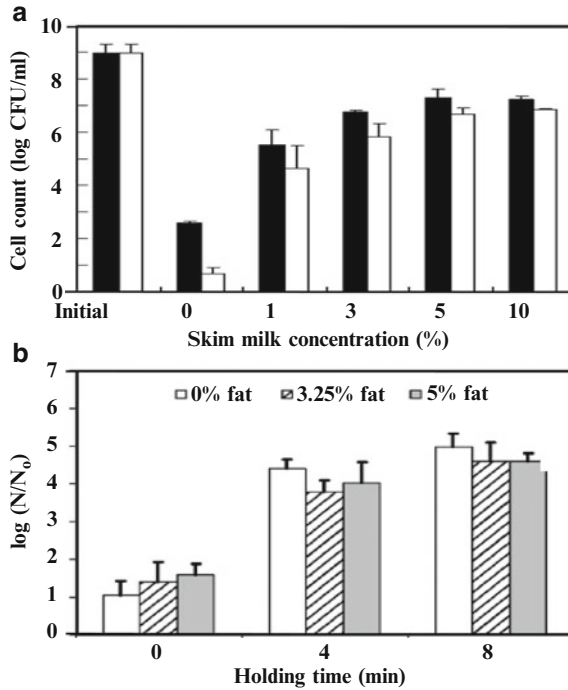 a
Cell count (log CFU/ml)
10
8
6
4
2
0
Initial 0 1 3 5 10
Skim milk concentration (%)
b
log (N/No)
7
6
5
4
3
2
1
0
0% fat 3.25% fat 5% fat
0 4 8
Holding time (min)